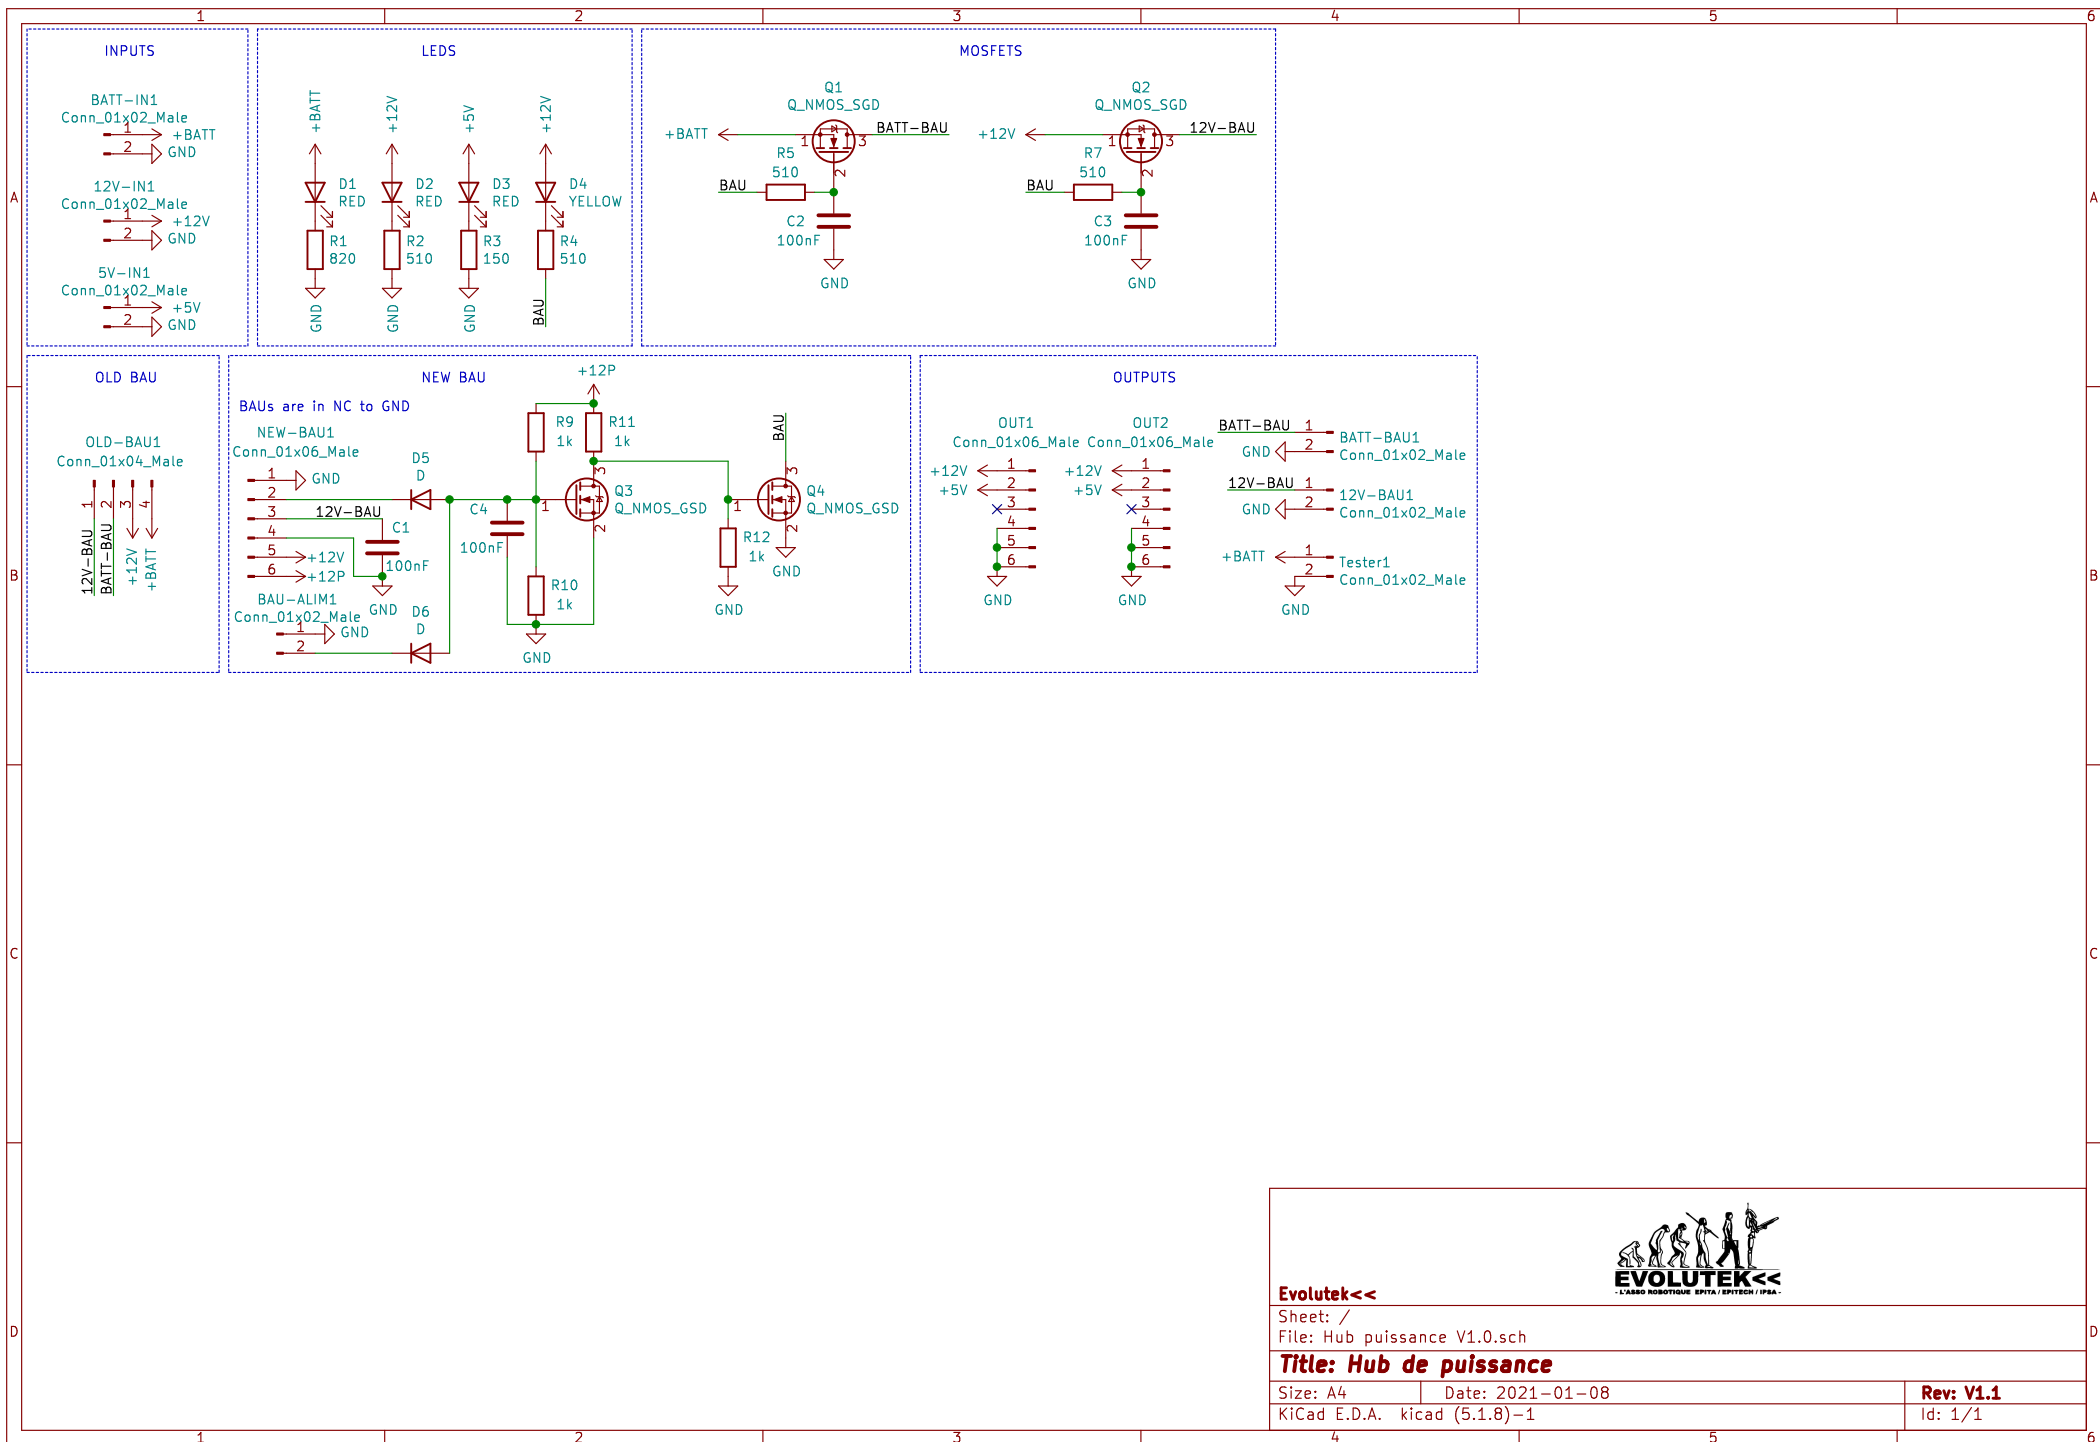 1 2 3 4 5 6
A
B
C
D
A
B
C
D
1 2 3 4 5 6
INPUTS
BATT-IN1
Conn_01x02_Male
1 +BATT
2 GND
12V-IN1
Conn_01x02_Male
1 +12V
2 GND
5V-IN1
Conn_01x02_Male
1 +5V
2 GND
LEDS
+BATT +12V +5V +12V
D1 D2 D3 D4
RED RED RED YELLOW
R1 R2 R3 R4
820 510 150 510
GND GND GND BAU
MOSFETS
Q1
Q_NMOS_SGD
+BATT 1 3 BATT-BAU
2
R5
510
BAU
C2
100nF
GND
Q2
Q_NMOS_SGD
+12V 1 3 12V-BAU
2
R7
510
BAU
C3
100nF
GND
OLD BAU
OLD-BAU1
Conn_01x04_Male
1 2 3 4
12V-BAU BATT-BAU +12V +BATT
NEW BAU
BAUs are in NC to GND
NEW-BAU1
Conn_01x06_Male
1 GND
2
3 12V-BAU
4
5 +12V
6 +12P
C1
100nF
GND
BAU-ALIM1
Conn_01x02_Male
1 GND
2
D5
D
D6
D
+12P
R9
1k
R11
1k
C4
100nF
R10
1k
GND
1 3 2
Q3
Q_NMOS_GSD
BAU
1 3 2
Q4
Q_NMOS_GSD
GND
R12
1k
GND
OUTPUTS
OUT1
Conn_01x06_Male
+12V 1
+5V 2
3
4
5
6
GND
OUT2
Conn_01x06_Male
+12V 1
+5V 2
3
4
5
6
GND
BATT-BAU 1
GND 2
BATT-BAU1
Conn_01x02_Male
12V-BAU 1
GND 2
12V-BAU1
Conn_01x02_Male
+BATT 1
2
GND
Tester1
Conn_01x02_Male
EVOLUTEK<<
- L'ASSO ROBOTIQUE EPITA / EPITECH / IPSA -
Evolutek<<
Sheet: /
File: Hub puissance V1.0.sch
Title: Hub de puissance
Size: A4 Date: 2021-01-08 Rev: V1.1
KiCad E.D.A. kicad (5.1.8)-1 Id: 1/1